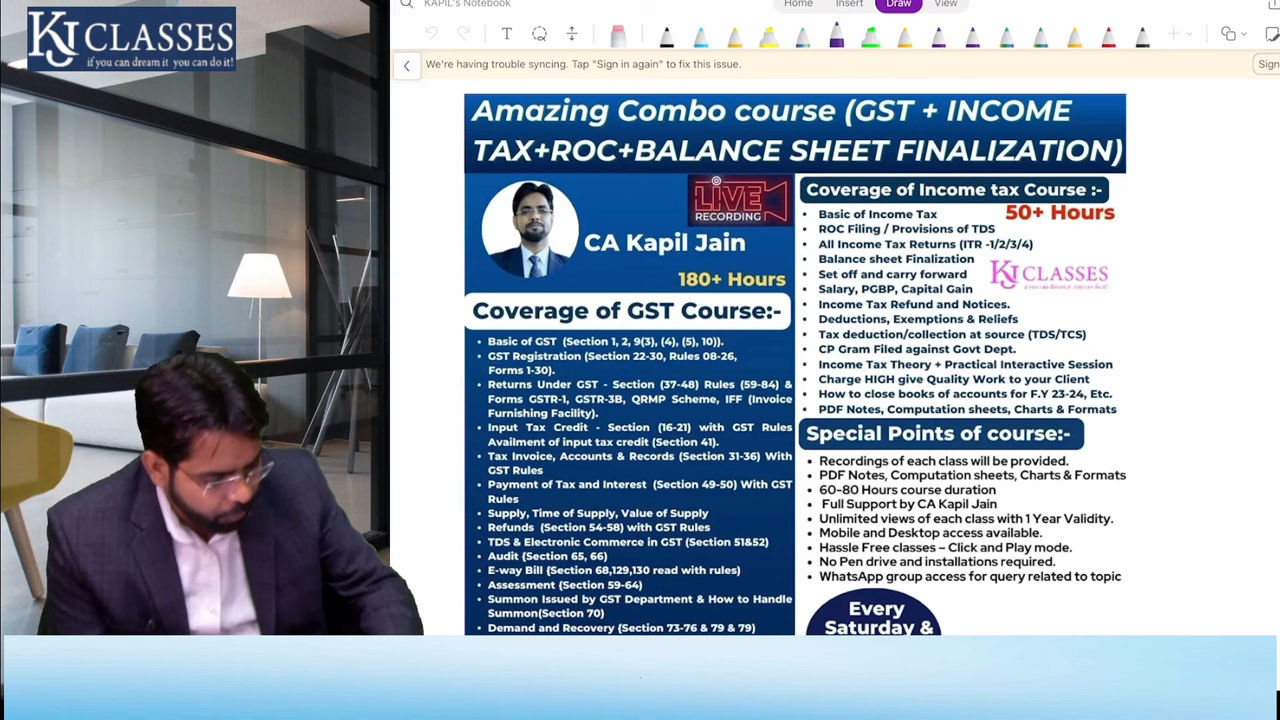 KJ CLASSES
if you can dream it you can do it!
KAPIL's Notebook
Home Insert Draw View
T
We're having trouble syncing. Tap "Sign in again" to fix this issue.
Sign
Amazing Combo course (GST + INCOME
TAX+ROC+BALANCE SHEET FINALIZATION)
LIVE
RECORDING
CA Kapil Jain
180+ Hours
Coverage of GST Course:-
• Basic of GST (Section 1, 2, 9(3), (4), (5), 10)).
• GST Registration (Section 22-30, Rules 08-26,
Forms 1-30).
• Returns Under GST - Section (37-48) Rules (59-84) &
Forms GSTR-1, GSTR-3B, QRMP Scheme, IFF (Invoice
Furnishing Facility).
• Input Tax Credit - Section (16-21) with GST Rules
Availment of input tax credit (Section 41).
• Tax Invoice, Accounts & Records (Section 31-36) With
GST Rules
• Payment of Tax and Interest (Section 49-50) With GST
Rules
• Supply, Time of Supply, Value of Supply
• Refunds (Section 54-58) with GST Rules
• TDS & Electronic Commerce in GST (Section 51&52)
• Audit {Section 65, 66)
• E-way Bill {Section 68,129,130 read with rules)
• Assessment {Section 59-64)
• Summon Issued by GST Department & How to Handle
Summon(Section 70)
• Demand and Recovery {Section 73-76 & 79 & 79)
Coverage of Income tax Course :-
50+ Hours
• Basic of Income Tax
• ROC Filing / Provisions of TDS
• All Income Tax Returns (ITR -1/2/3/4)
• Balance sheet Finalization
• Set off and carry forward
• Salary, PGBP, Capital Gain
KJ CLASSES
if you can dream it you can do it!
• Income Tax Refund and Notices.
• Deductions, Exemptions & Reliefs
• Tax deduction/collection at source (TDS/TCS)
• CP Gram Filed against Govt Dept.
• Income Tax Theory + Practical Interactive Session
• Charge HIGH give Quality Work to your Client
• How to close books of accounts for F.Y 23-24, Etc.
• PDF Notes, Computation sheets, Charts & Formats
Special Points of course:-
• Recordings of each class will be provided.
• PDF Notes, Computation sheets, Charts & Formats
• 60-80 Hours course duration
• Full Support by CA Kapil Jain
• Unlimited views of each class with 1 Year Validity.
• Mobile and Desktop access available.
• Hassle Free classes – Click and Play mode.
• No Pen drive and installations required.
• WhatsApp group access for query related to topic
Every
Saturday &